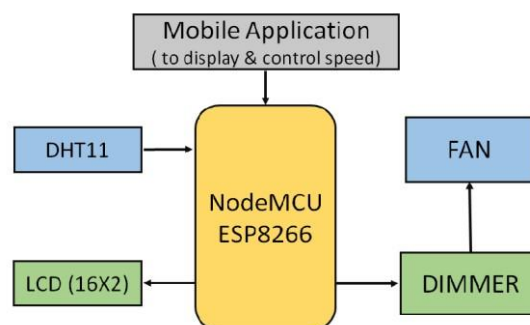 Mobile Application
( to display & control speed)
DHT11
FAN
NodeMCU
ESP8266
LCD (16X2)
DIMMER